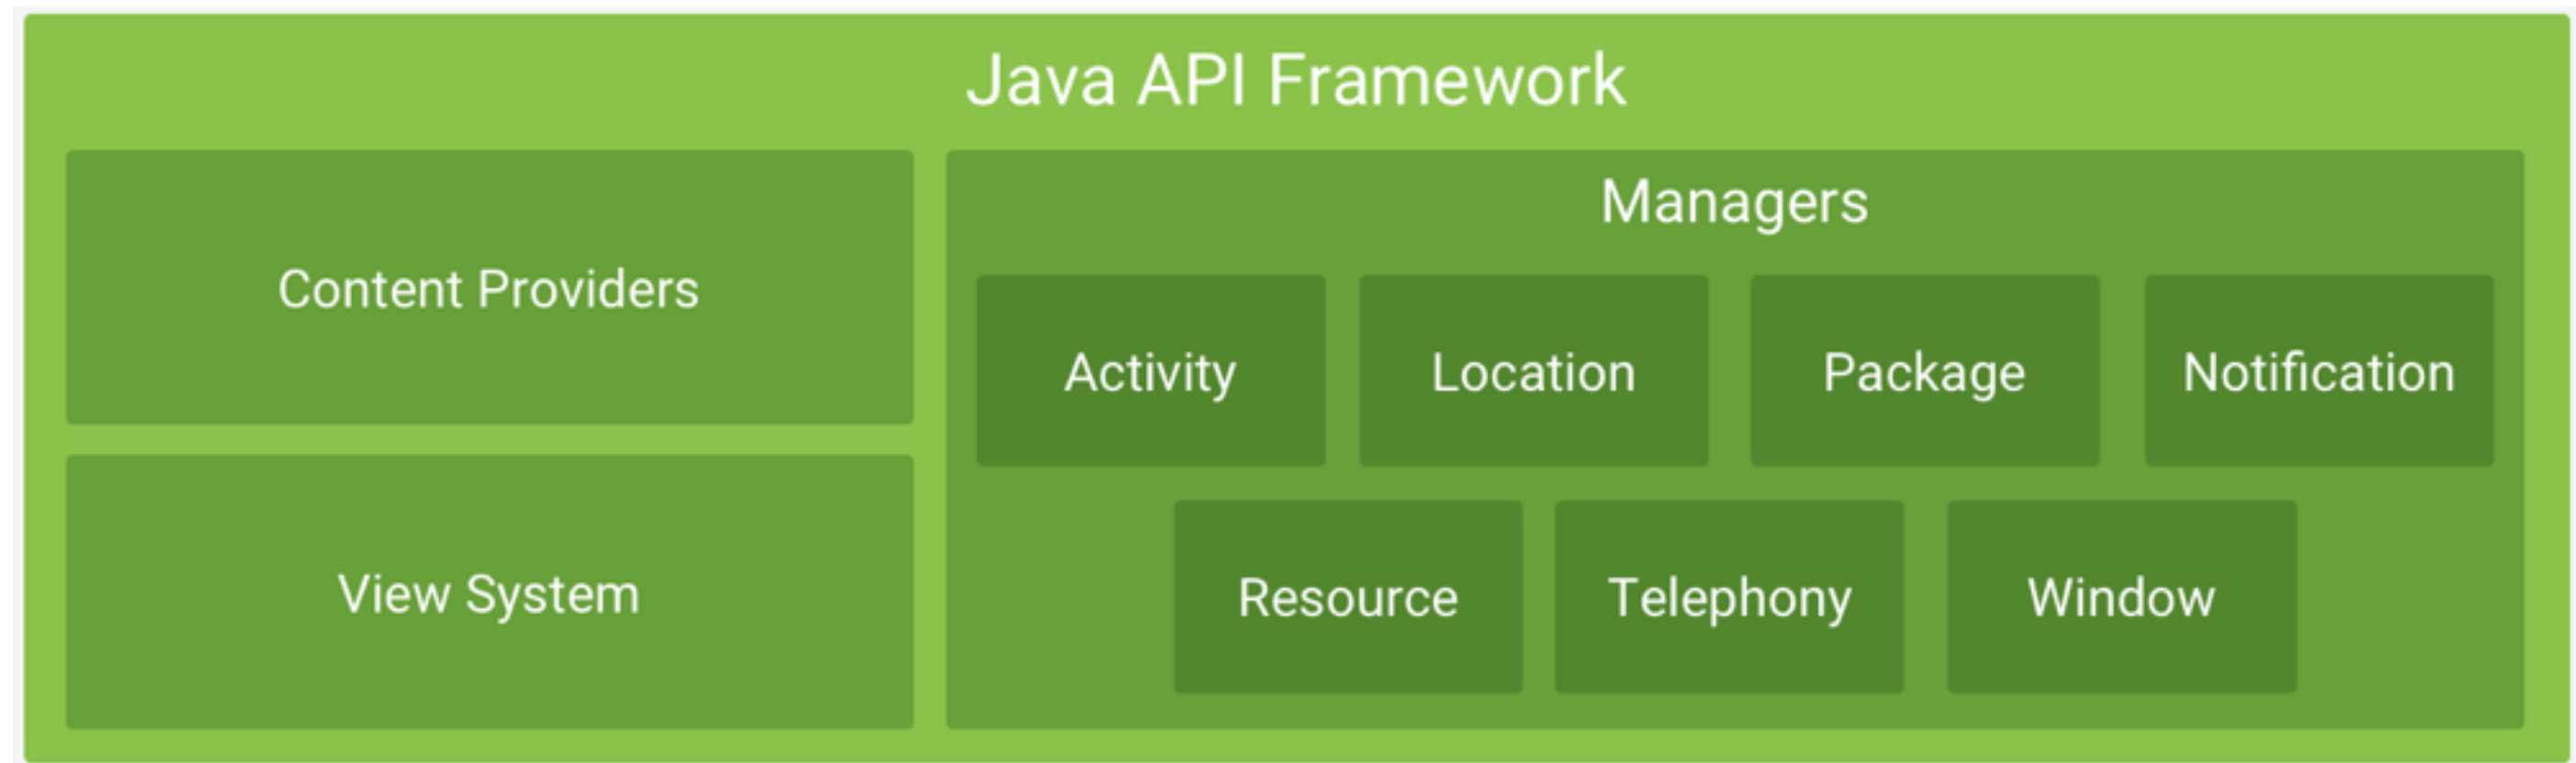 Java API Framework
Content Providers
View System
Managers
Activity
Location
Package
Notification
Resource
Telephony
Window